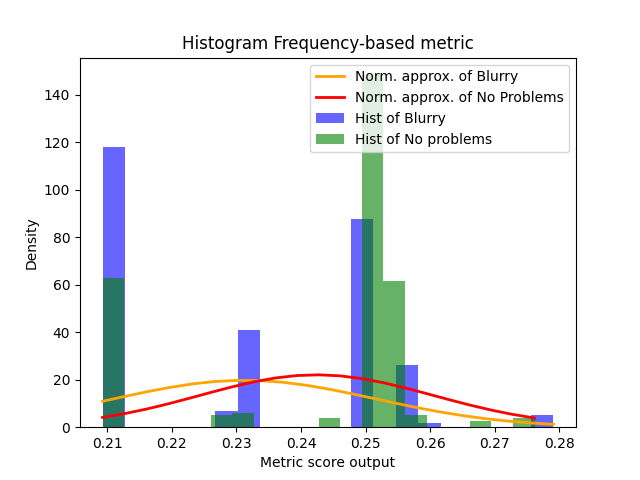 Histogram Frequency-based metric
Norm. approx. of Blurry
Norm. approx. of No Problems
Hist of Blurry
Hist of No problems
Density
140
120
100
80
60
40
20
0
0.21 0.22 0.23 0.24 0.25 0.26 0.27 0.28
Metric score output